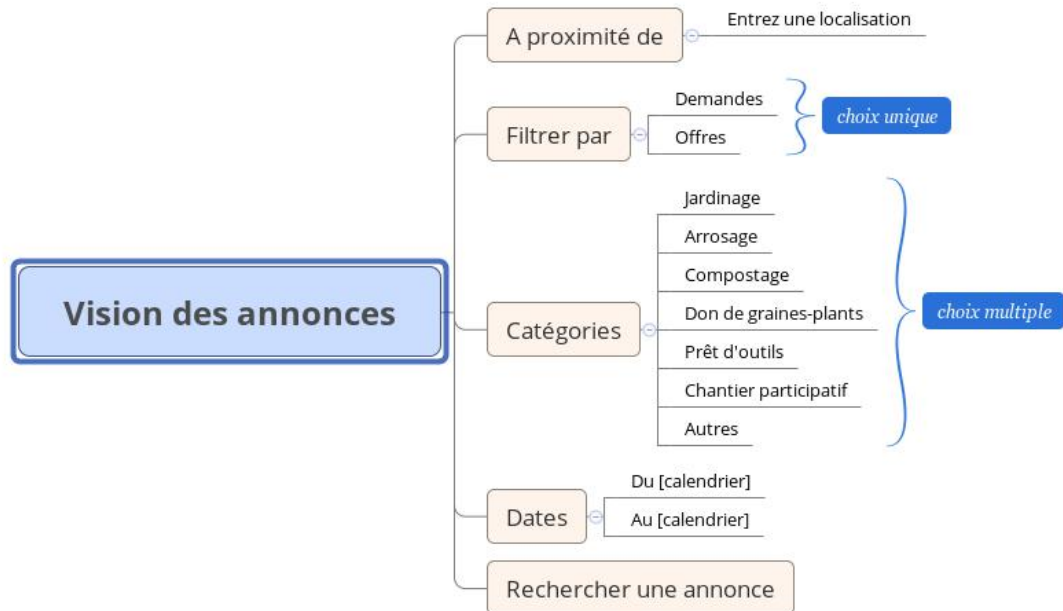 Vision des annonces
A proximité de
Entrez une localisation
Filtrer par
Demandes
Offres
choix unique
Catégories
Jardinage
Arrosage
Compostage
Don de graines-plants
Prêt d'outils
Chantier participatif
Autres
choix multiple
Dates
Du [calendrier]
Au [calendrier]
Rechercher une annonce